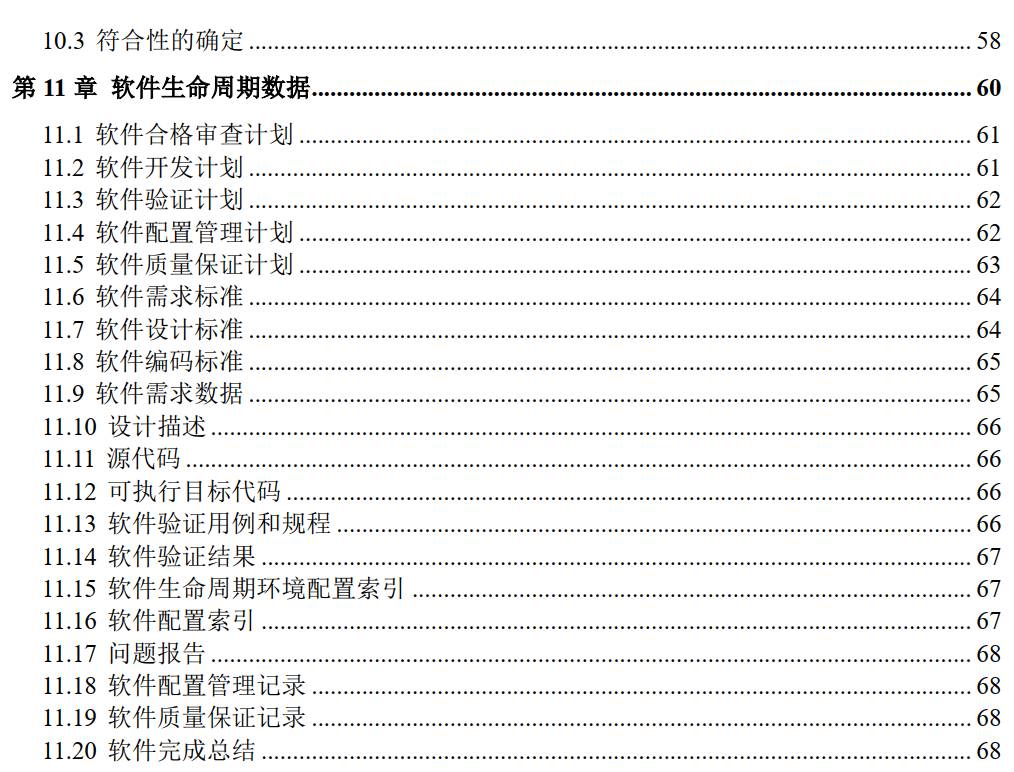 10.3 符合性的确定 ........ 58
第 11 章 软件生命周期数据........ 60
11.1 软件合格审查计划 ........ 61
11.2 软件开发计划 ........ 61
11.3 软件验证计划 ........ 62
11.4 软件配置管理计划 ........ 62
11.5 软件质量保证计划 ........ 63
11.6 软件需求标准 ........ 64
11.7 软件设计标准 ........ 64
11.8 软件编码标准 ........ 65
11.9 软件需求数据 ........ 65
11.10 设计描述 ........ 66
11.11 源代码 ........ 66
11.12 可执行目标代码 ........ 66
11.13 软件验证用例和规程 ........ 66
11.14 软件验证结果 ........ 67
11.15 软件生命周期环境配置索引 ........ 67
11.16 软件配置索引 ........ 67
11.17 问题报告 ........ 68
11.18 软件配置管理记录 ........ 68
11.19 软件质量保证记录 ........ 68
11.20 软件完成总结 ........ 68